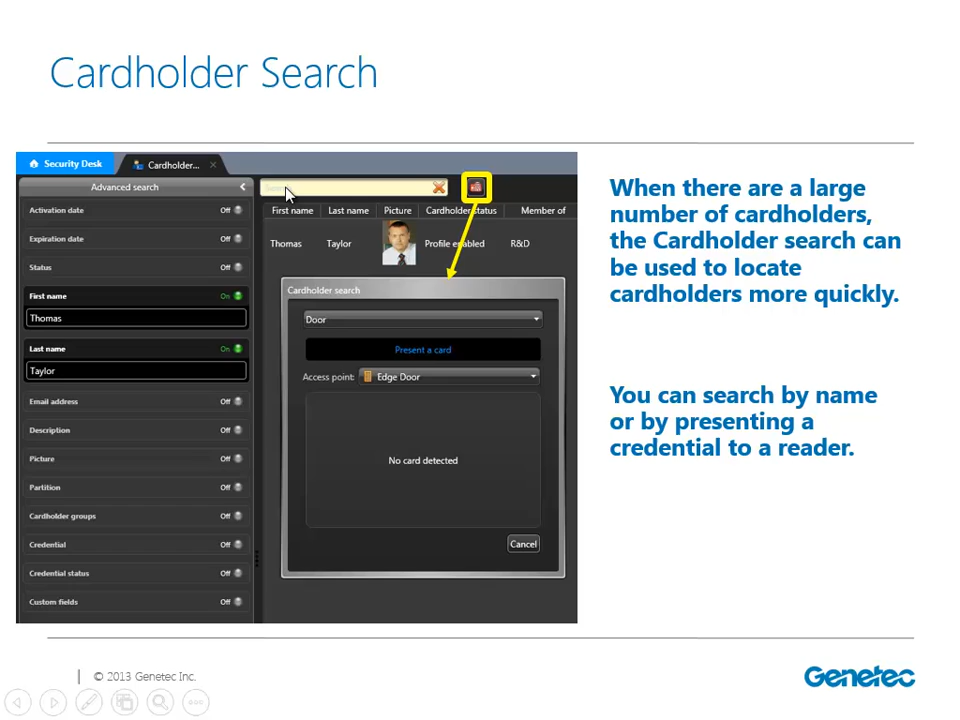 Cardholder Search
Security Desk
Cardholder...
Advanced search
Activation date Off
Expiration date Off
Status Off
First name On
Thomas
Last name On
Taylor
Email address Off
Description Off
Picture Off
Partition Off
Cardholder groups Off
Credential Off
Credential status Off
Custom fields Off
First name Last name Picture Cardholder status Member of
Thomas Taylor Profile enabled R&D
Cardholder search
Door
Present a card
Access point: Edge Door
No card detected
Cancel
When there are a large
number of cardholders,
the Cardholder search can
be used to locate
cardholders more quickly.
You can search by name
or by presenting a
credential to a reader.
© 2013 Genetec Inc.
Genetec